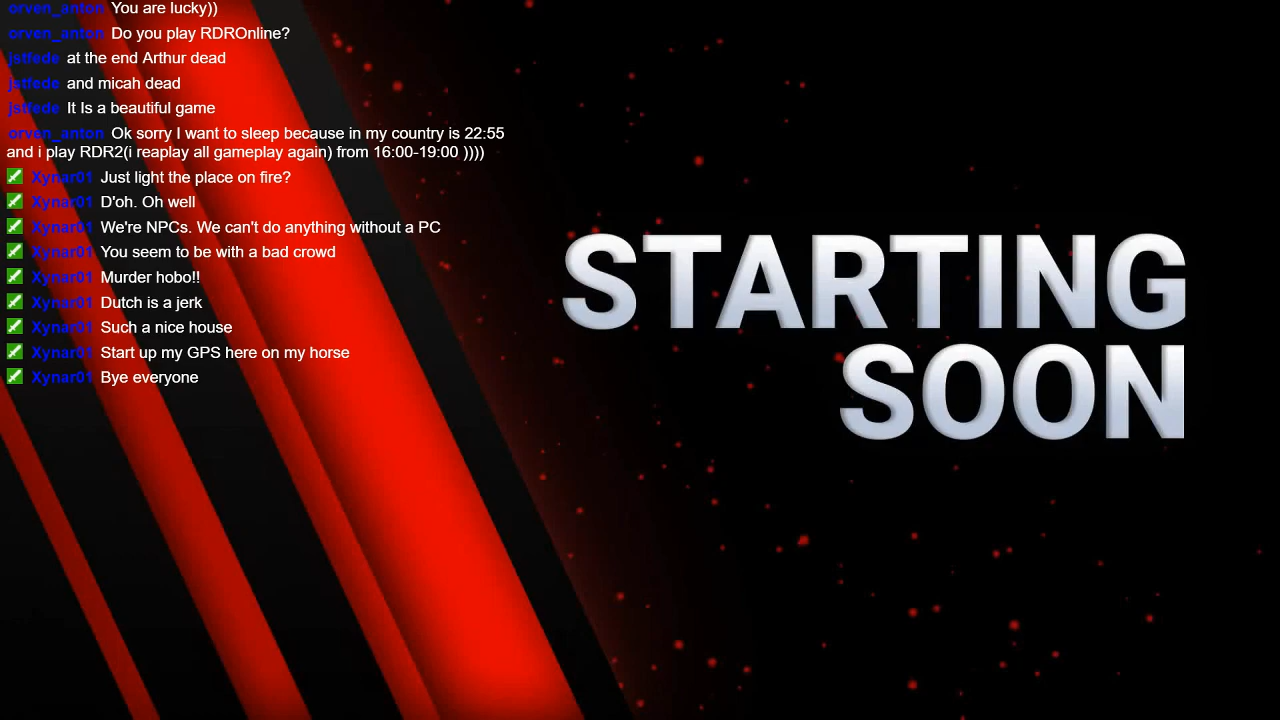 orven_anton You are lucky))
orven_anton Do you play RDROnline?
jstfede at the end Arthur dead
jstfede and micah dead
jstfede It Is a beautiful game
orven_anton Ok sorry I want to sleep because in my country is 22:55
and i play RDR2(i reaplay all gameplay again) from 16:00-19:00 ))))
Xynar01 Just light the place on fire?
Xynar01 D'oh. Oh well
Xynar01 We're NPCs. We can't do anything without a PC
Xynar01 You seem to be with a bad crowd
Xynar01 Murder hobo!!
Xynar01 Dutch is a jerk
Xynar01 Such a nice house
Xynar01 Start up my GPS here on my horse
Xynar01 Bye everyone
STARTING
SOON